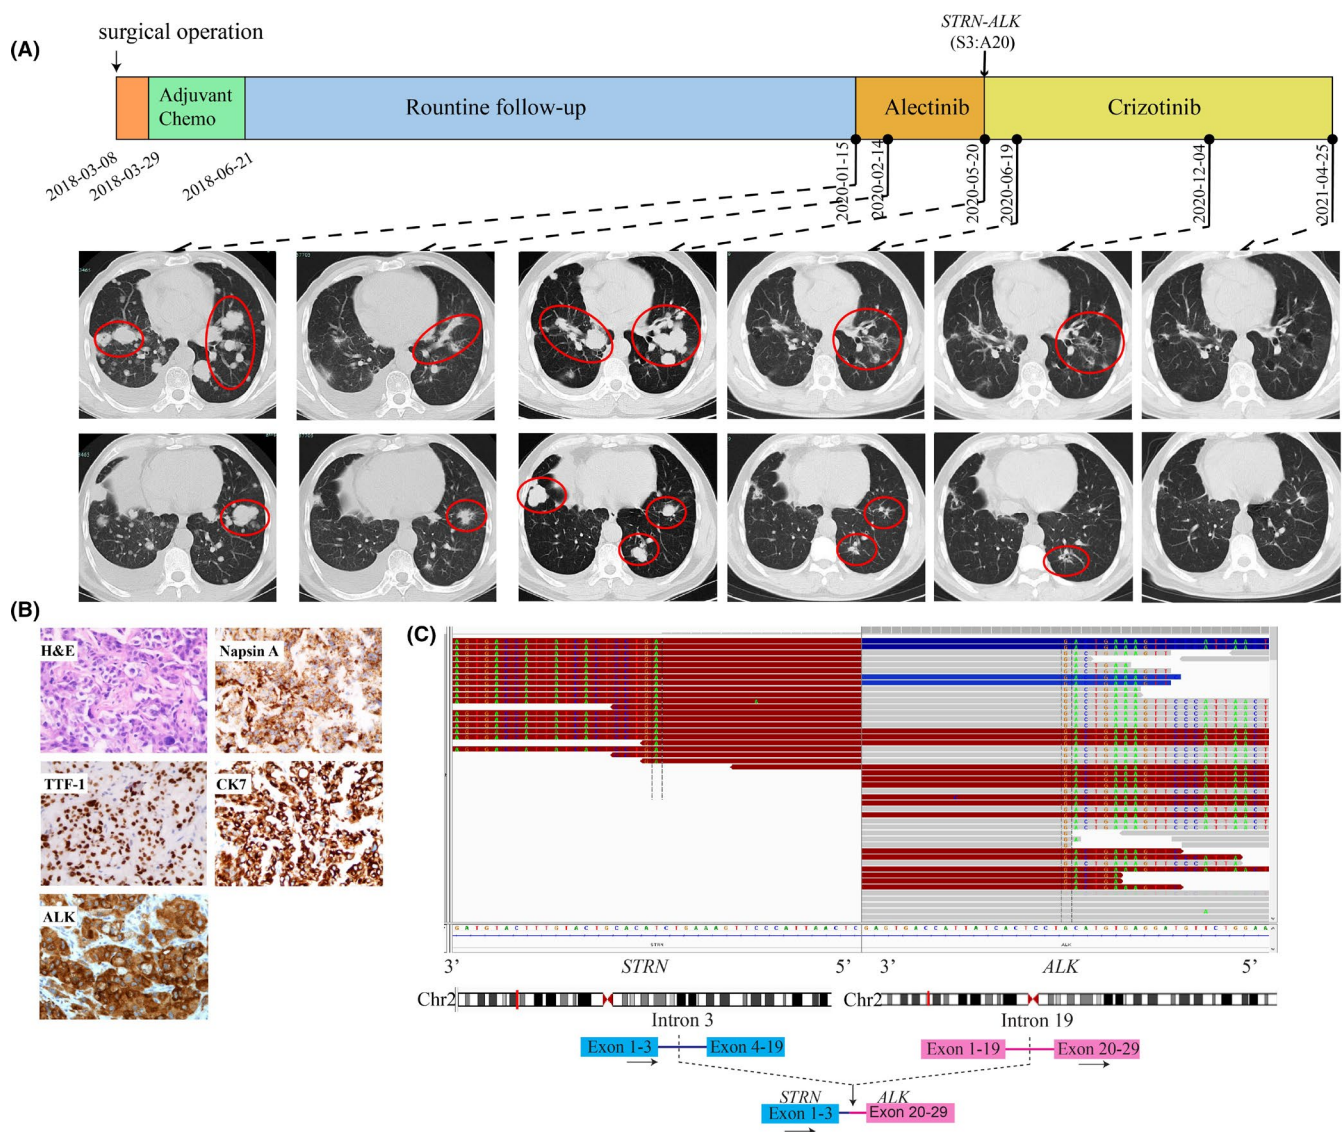 (A)
surgical operation
STRN-ALK
(S3:A20)
Adjuvant
Chemo
Rountine follow-up
Alectinib
Crizotinib
2018-03-08
2018-03-29
2018-06-21
2020-01-15
2020-02-14
2020-05-20
2020-06-19
2020-12-04
2021-04-25
(B)
H&E
Napsin A
TTF-1
CK7
ALK
(C)
GATGTACTTTGTACTGCACATCTGAAAGTTCCCATTAACTC
GAGTGACCATTATCACTCCTACATGTGAGGATGTTCTGGAA
STRN
ALK
3’ STRN 5’ 3’ ALK 5’
Chr2
Chr2
Intron 3
Intron 19
Exon 1-3
Exon 4-19
Exon 1-19
Exon 20-29
STRN
ALK
Exon 1-3
Exon 20-29